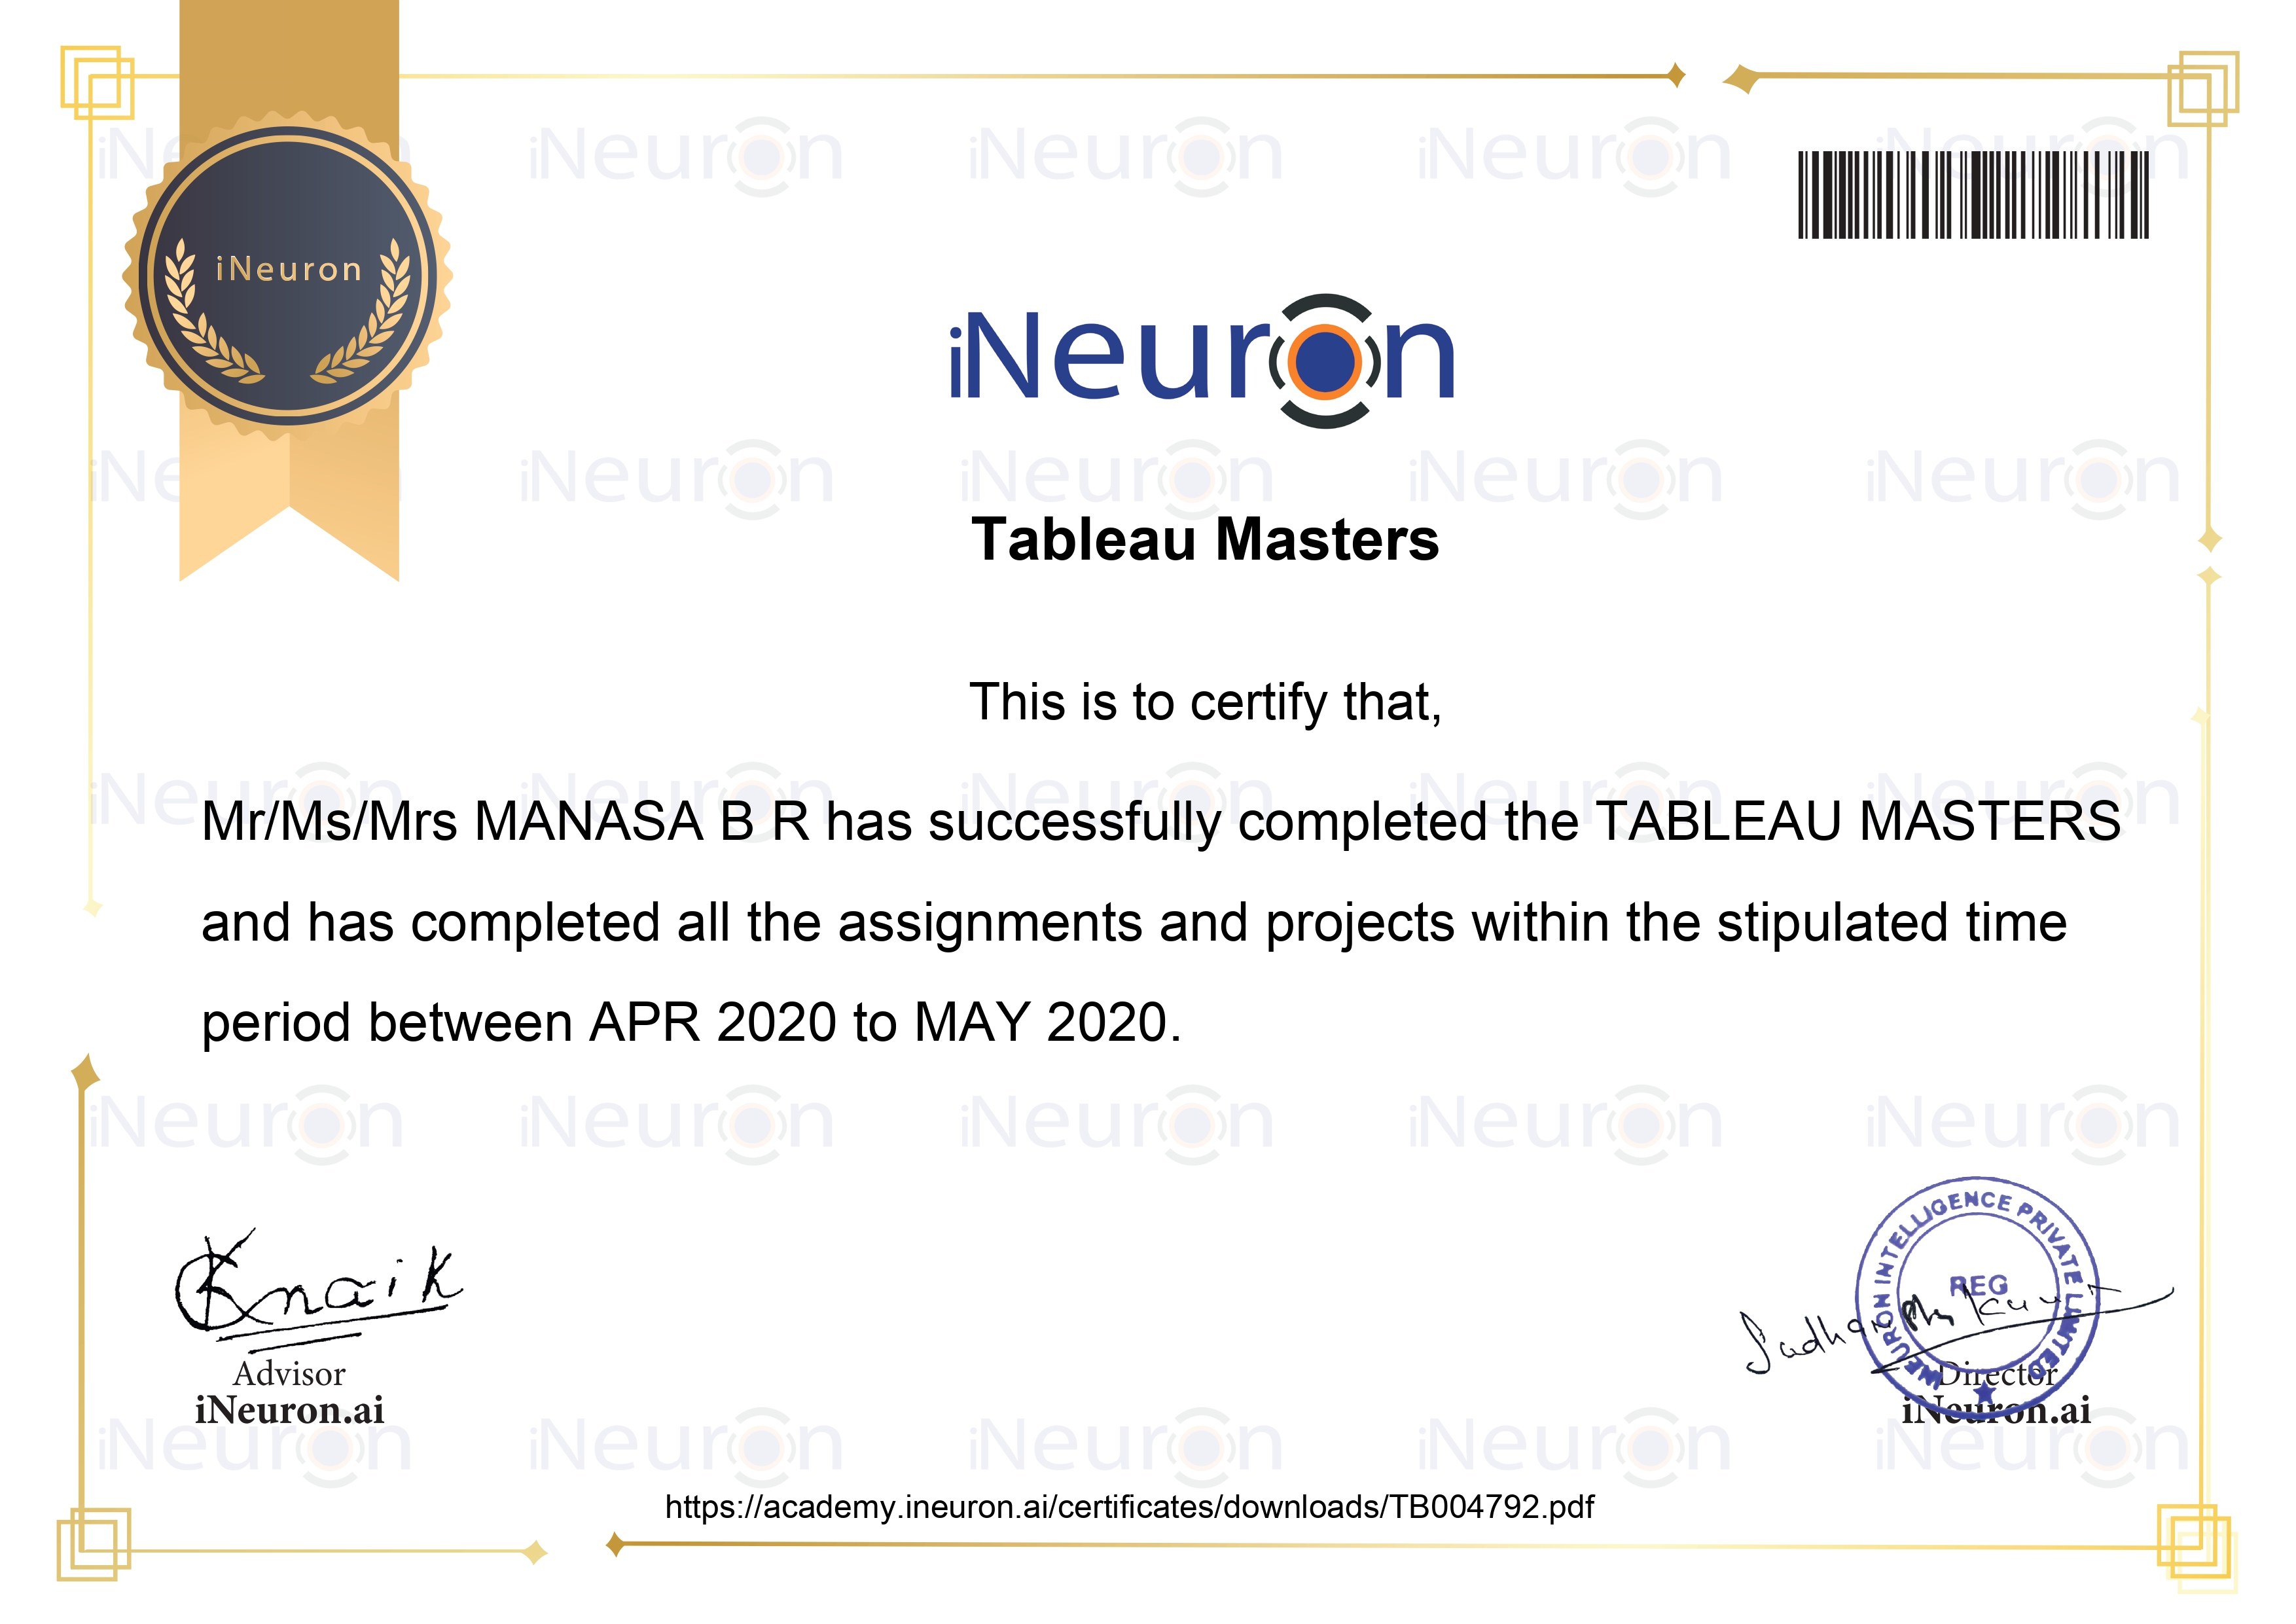 iNeuron
iNeuron
Tableau Masters
This is to certify that,
Mr/Ms/Mrs MANASA B R has successfully completed the TABLEAU MASTERS
and has completed all the assignments and projects within the stipulated time
period between APR 2020 to MAY 2020.
Knaik
Advisor
iNeuron.ai
INEURON INTELLIGENCE PRIVATE LIMITED
REG
Director
iNeuron.ai
https://academy.ineuron.ai/certificates/downloads/TB004792.pdf